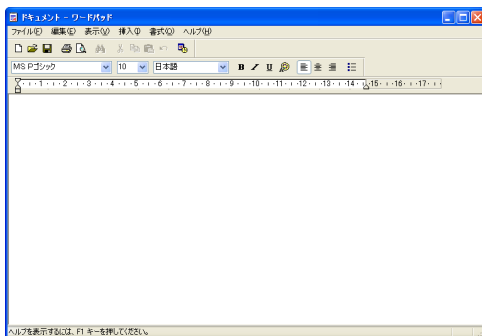 ドキュメント - ワードパッド
ファイル(F) 編集(E) 表示(V) 挿入(I) 書式(O) ヘルプ(H)
MS Pゴシック 10 日本語 B I U
1 2 3 4 5 6 7 8 9 10 11 12 13 14 15 16 17
ヘルプを表示するには、F1 キーを押してください。